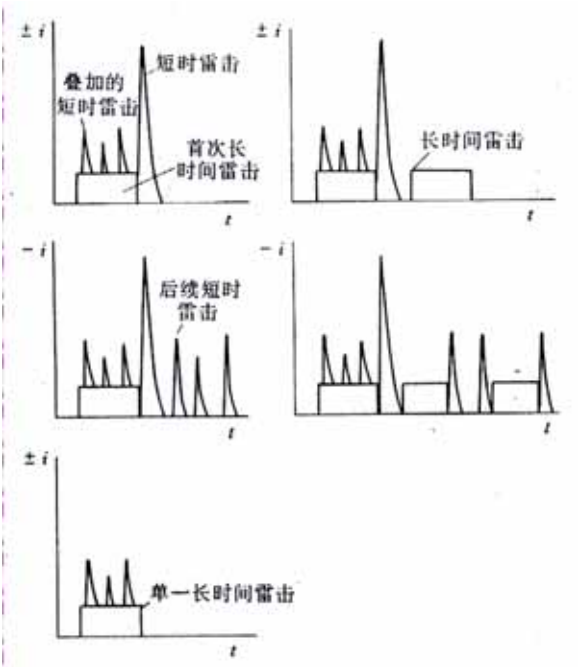 ± i
短时雷击
叠加的
短时雷击
首次长
时间雷击
t
± i
长时间雷击
t
− i
后续短时
雷击
t
− i
t
± i
单一长时间雷击
t